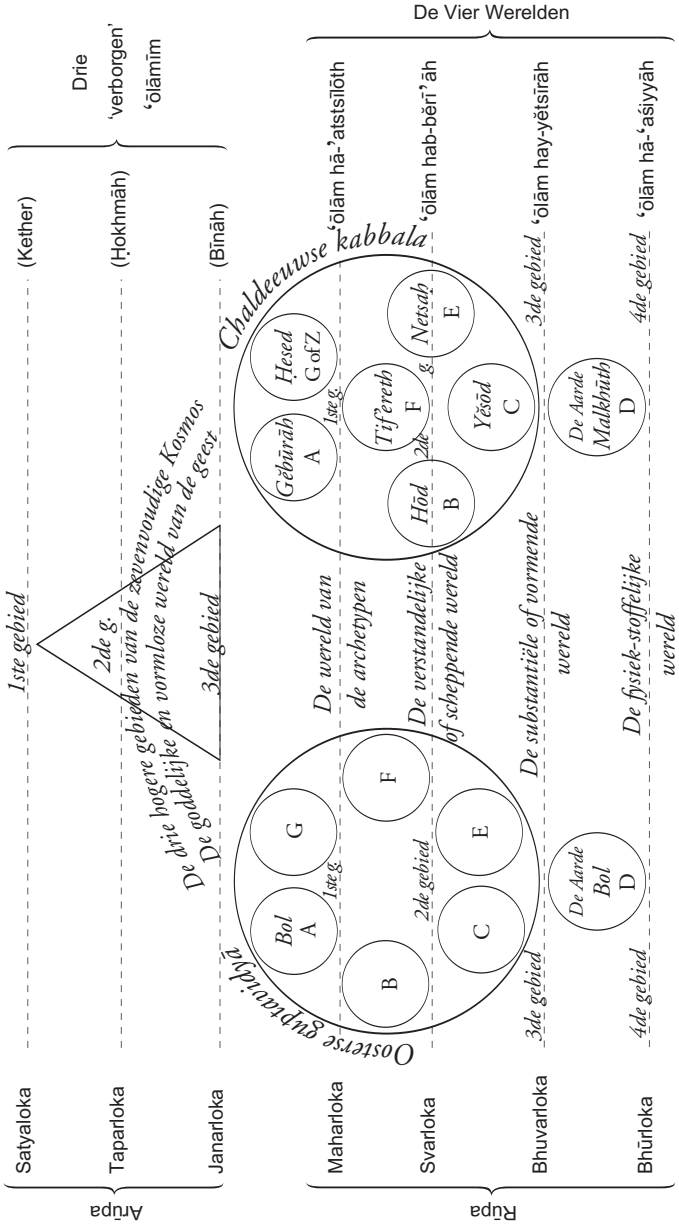 De Vier Werelden
Drie
‘verborgen’
‘ōlāmīm
(Kether)
(Ḥokhmāh)
(Bīnāh)
‘ōlām hā-’atstsīlōth
‘ōlām hab-bĕrī’āh
‘ōlām hay-yĕtsīrāh
‘ōlām hā-‘aśiyyāh
Chaldeeuwse kabbala
3de gebied
4de gebied
Ḥesed
G of Z
Gĕbūrāh
A
1ste g.
Tif’ereth
F
Netsaḥ
E
2de g.
Hōd
B
Yĕsōd
C
De Aarde
Malkhūth
D
1ste gebied
2de g.
3de gebied
De drie hogere gebieden van de zevenvoudige Kosmos
De goddelijke en vormloze wereld van de geest
De wereld van
de archetypen
De verstandelijke
of scheppende wereld
De substantiële of vormende
wereld
De fysiek-stoffelijke
wereld
Oosterse guptavidyā
G
Bol
A
1ste g.
F
B
2de gebied
E
C
De Aarde
Bol
D
3de gebied
4de gebied
Satyaloka
Taparloka
Janarloka
Maharloka
Svarloka
Bhuvarloka
Bhūrloka
Arūpa
Rūpa